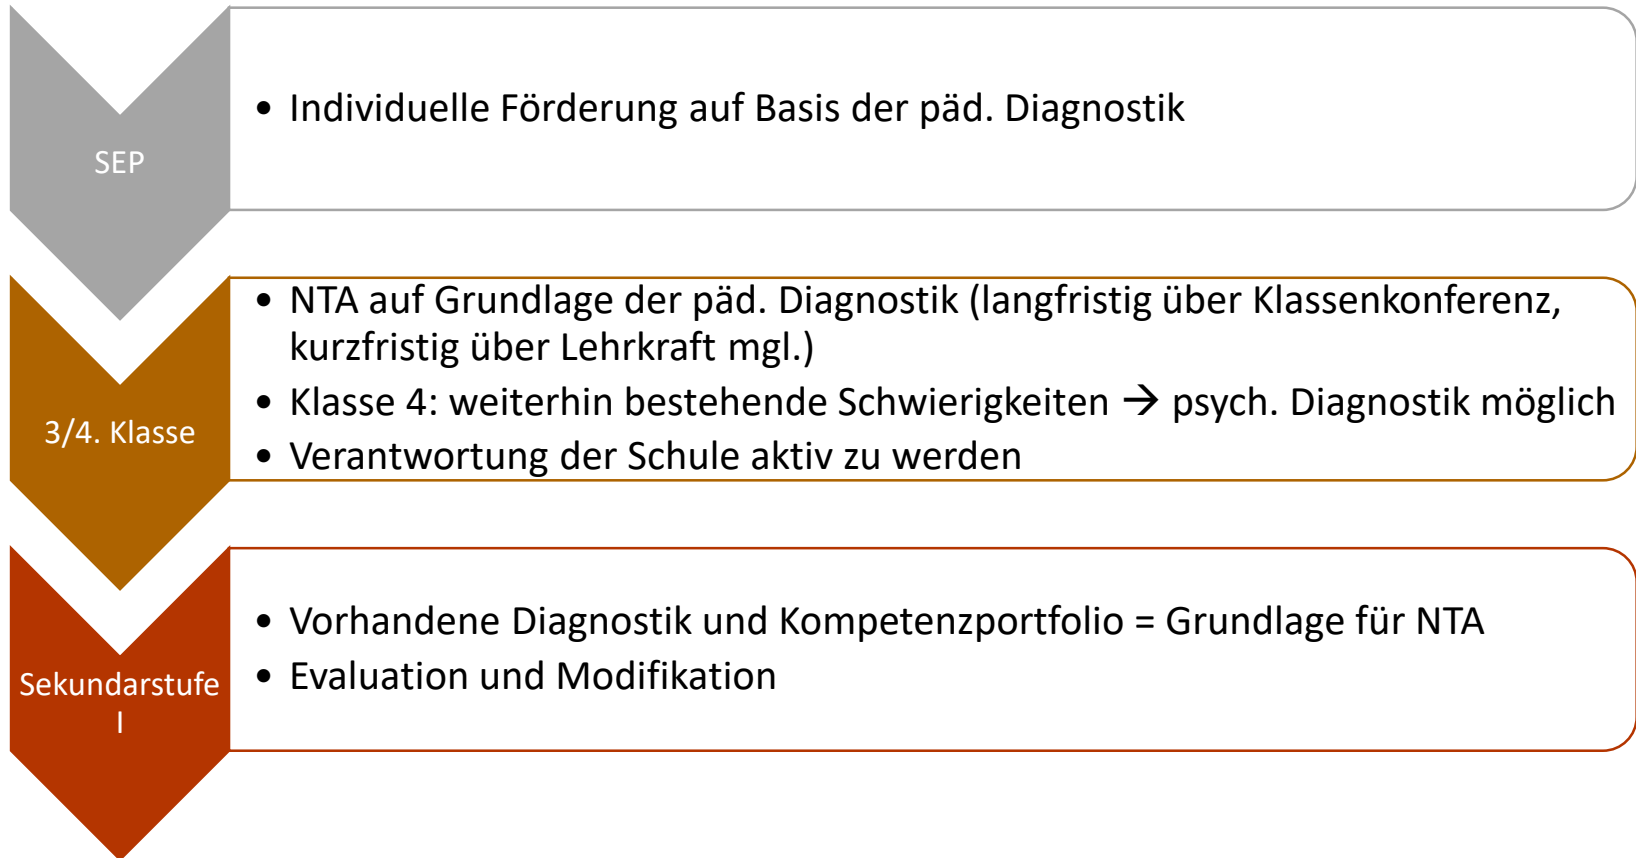 SEP
• Individuelle Förderung auf Basis der päd. Diagnostik
3/4. Klasse
• NTA auf Grundlage der päd. Diagnostik (langfristig über Klassenkonferenz,
kurzfristig über Lehrkraft mgl.)
• Klasse 4: weiterhin bestehende Schwierigkeiten → psych. Diagnostik möglich
• Verantwortung der Schule aktiv zu werden
Sekundarstufe
I
• Vorhandene Diagnostik und Kompetenzportfolio = Grundlage für NTA
• Evaluation und Modifikation